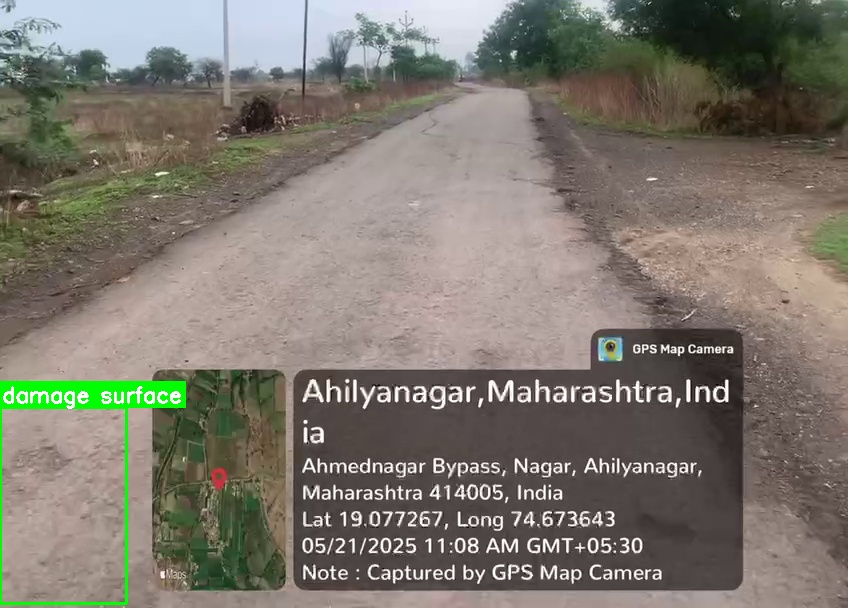 GPS Map Camera
damage surface
Ahilyanagar,Maharashtra,Ind
ia
Ahmednagar Bypass, Nagar, Ahilyanagar,
Maharashtra 414005, India
Lat 19.077267, Long 74.673643
05/21/2025 11:08 AM GMT+05:30
Note : Captured by GPS Map Camera
Maps